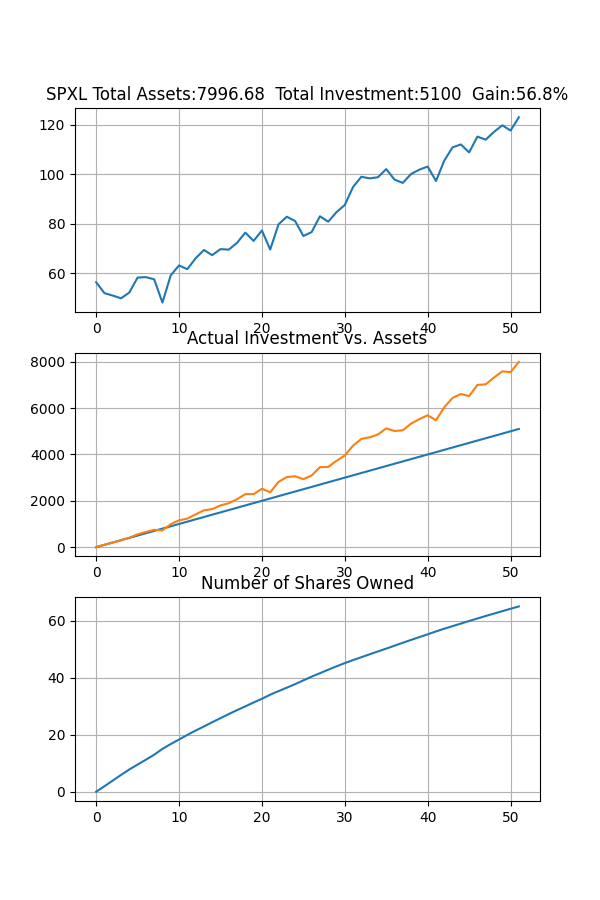 SPXL Total Assets:7996.68  Total Investment:5100  Gain:56.8%
120
100
80
60
0 10 20 30 40 50
Actual Investment vs. Assets
8000
6000
4000
2000
0
0 10 20 30 40 50
Number of Shares Owned
60
40
20
0
0 10 20 30 40 50